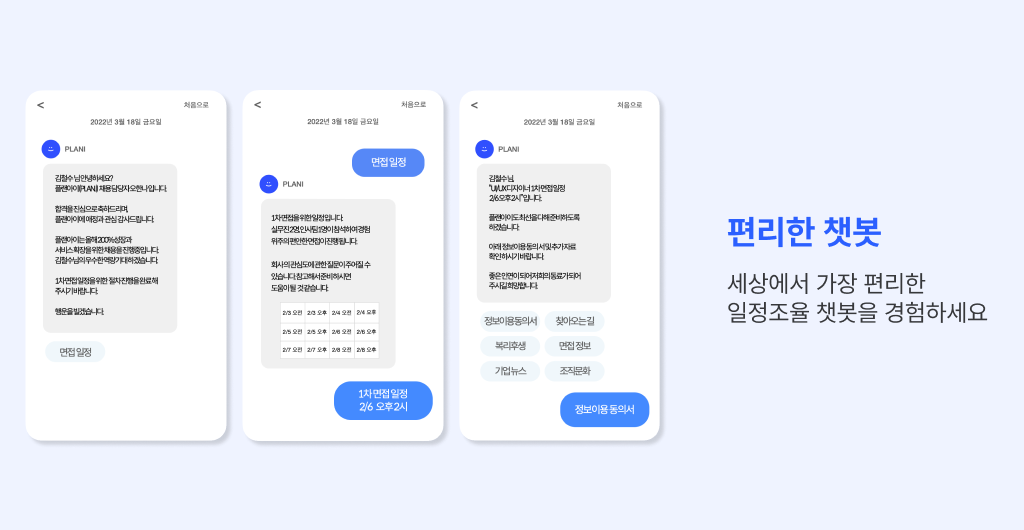 <
처음으로
2022년 3월 18일 금요일
PLANI
김철수 님 안녕하세요?
플랜아이(PLANI) 채용 담당자 오한나 입니다.
합격을 진심으로 축하드리며,
플랜아이에 애정과 관심 감사드립니다.
플랜아이는 올해 200% 성장과
서비스 확장을 위한 채용을 진행중입니다.
김철수님의 우수한 역량 기대하겠습니다.
1차 면접 일정을 위한 절차 진행을 완료해
주시기 바랍니다.
행운을 빌겠습니다.
면접 일정
<
처음으로
2022년 3월 18일 금요일
면접 일정
PLANI
1차 면접을 위한 일정 입니다.
실무진 2명, 인사팀 1명이 참석하여 경험
위주의 편안한 면접이 진행 됩니다.
회사의 관심도에 관한 질문이 주어질 수
있습니다. 참고해서 준비하시면
도움이 될 것 같습니다.
2/3 오전 2/3 오후 2/4 오전 2/4 오후
2/5 오전 2/5 오후 2/6 오전 2/6 오후
2/7 오전 2/7 오후 2/8 오전 2/8 오후
1차 면접 일정
2/6 오후 2시
<
처음으로
2022년 3월 18일 금요일
PLANI
김철수 님,
"UI/UX 디자이너 1차 면접 일정
2/6 오후 2시" 입니다.
플랜아이도 최선을 다해 준비하도록
하겠습니다.
아래 정보이용 동의서 및 추가 자료
확인하시기 바랍니다.
좋은 인연이 되어 저희의 동료가 되어
주시길 희망합니다.
정보이용동의서 찾아오는 길
복리후생 면접 정보
기업 뉴스 조직문화
정보이용 동의서
편리한 챗봇
세상에서 가장 편리한
일정조율 챗봇을 경험하세요